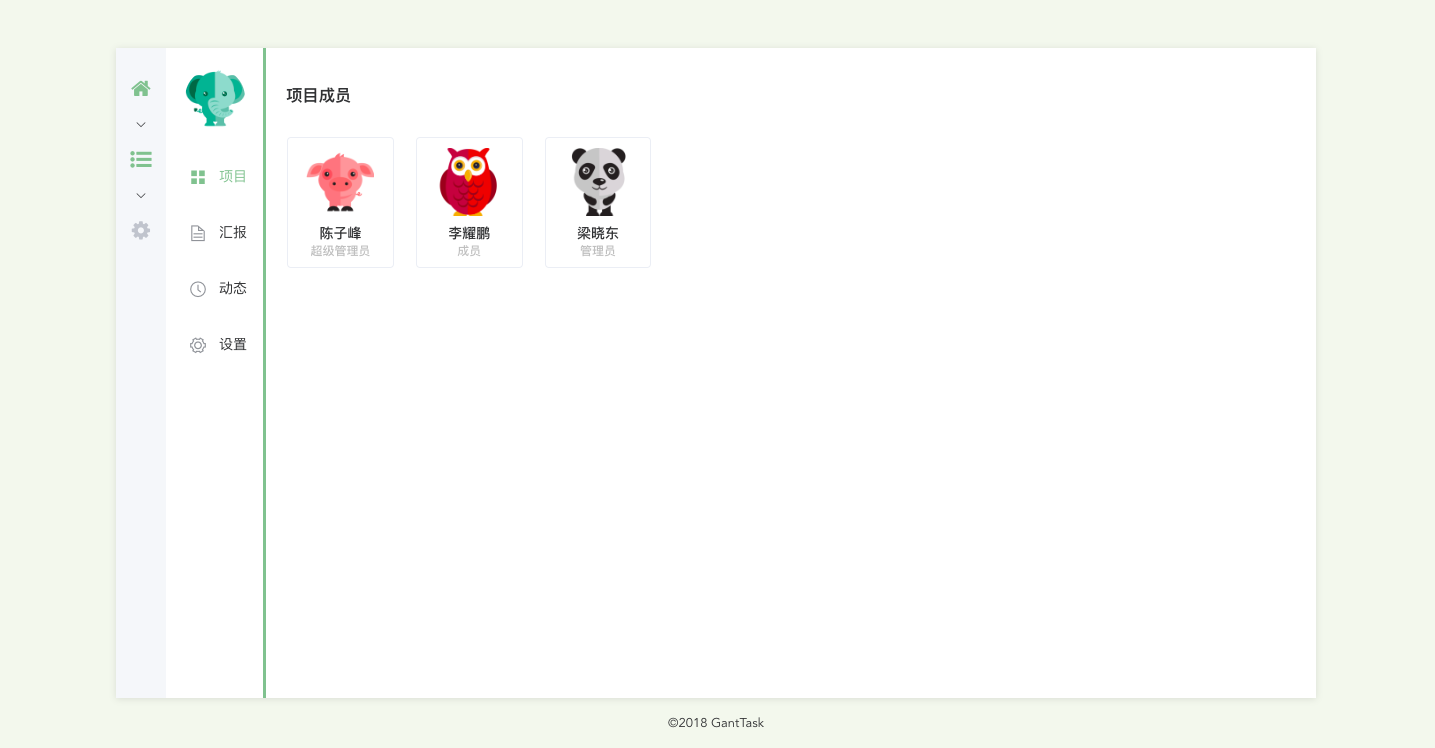 项目
汇报
动态
设置
项目成员
陈子峰
超级管理员
李耀鹏
成员
梁晓东
管理员
©2018 GantTask